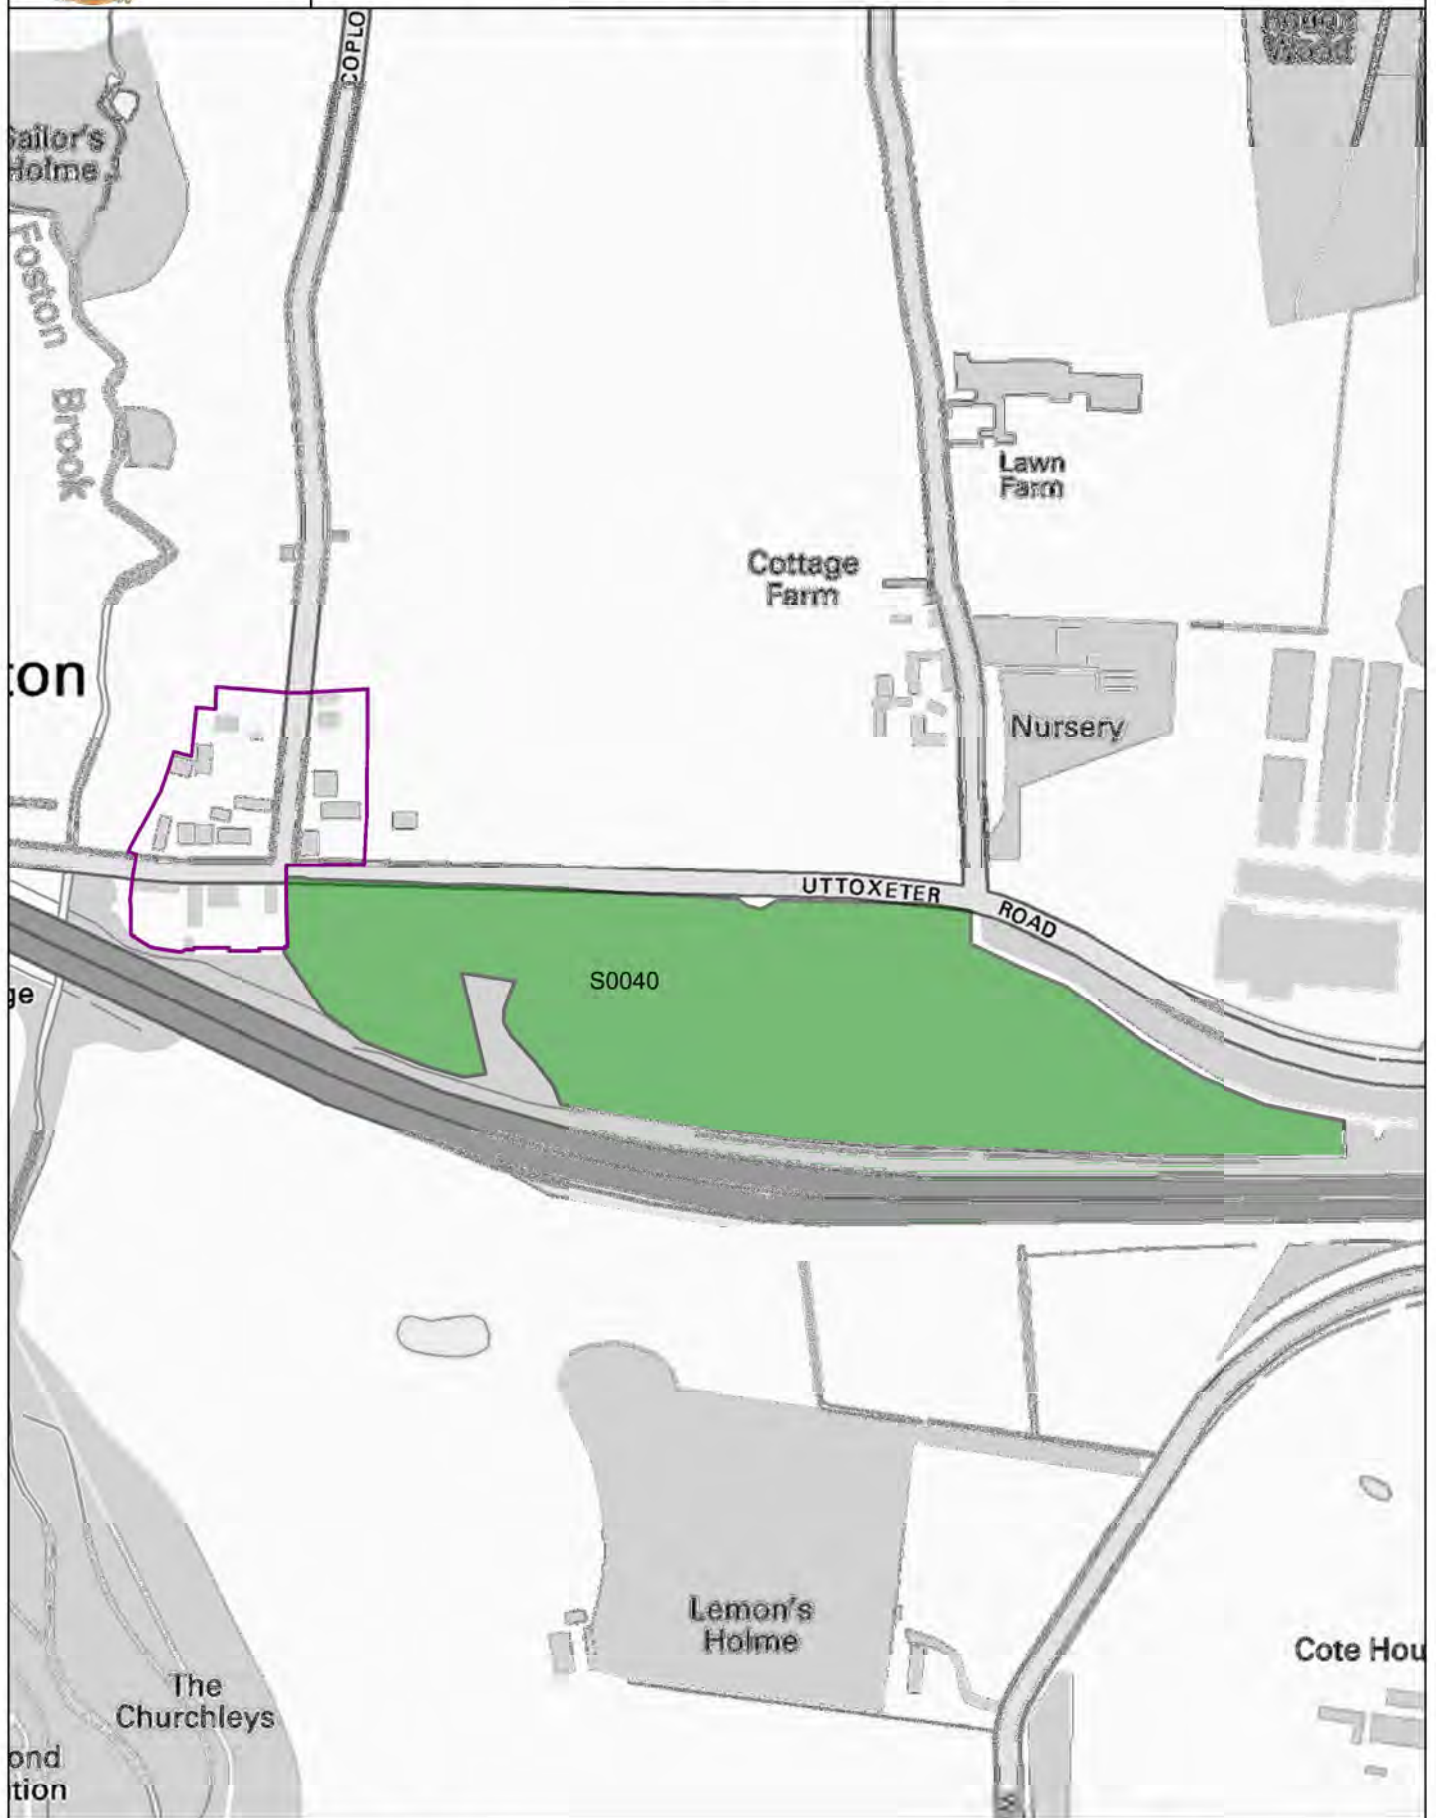 COPLO
Wood
Sailor's
Holme
Foston
Brook
Lawn
Farm
Cottage
Farm
ton
Nursery
UTTOXETER
ROAD
S0040
ge
Lemon's
Holme
Cote Hou
The
Churchleys
ond
tion